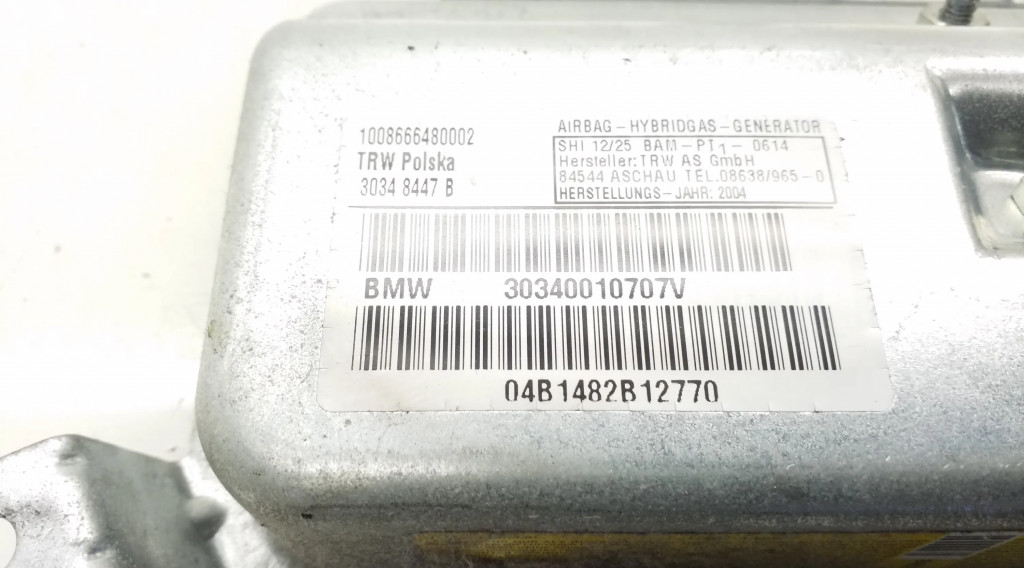 1008666480002
TRW Polska
3034 8447 B
AIRBAG-HYBRIDGAS-GENERATOR
SHI 12/25 BAM-PT1- 0614
Hersteller: TRW AS GmbH
84544 ASCHAU TEL.08638/965-0
HERSTELLUNGS-JAHR: 2004
BMW 30340010707V
04B1482B12770